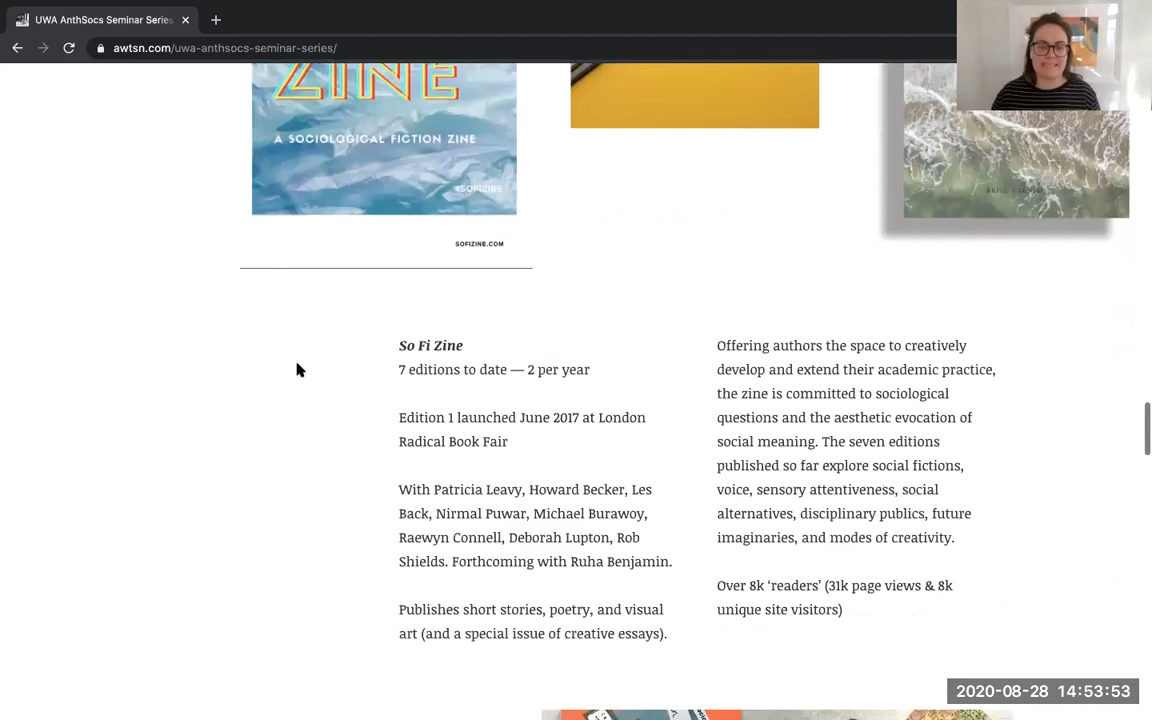 UWA AnthSocs Seminar Series
awtsn.com/uwa-anthsocs-seminar-series/
ZINE
A SOCIOLOGICAL FICTION ZINE
#SOFIZINE
SOFIZINE.COM
So Fi Zine
7 editions to date — 2 per year
Edition 1 launched June 2017 at London
Radical Book Fair
With Patricia Leavy, Howard Becker, Les
Back, Nirmal Puwar, Michael Burawoy,
Raewyn Connell, Deborah Lupton, Rob
Shields. Forthcoming with Ruha Benjamin.
Publishes short stories, poetry, and visual
art (and a special issue of creative essays).
Offering authors the space to creatively
develop and extend their academic practice,
the zine is committed to sociological
questions and the aesthetic evocation of
social meaning. The seven editions
published so far explore social fictions,
voice, sensory attentiveness, social
alternatives, disciplinary publics, future
imaginaries, and modes of creativity.
Over 8k ‘readers’ (31k page views & 8k
unique site visitors)
2020-08-28 14:53:53